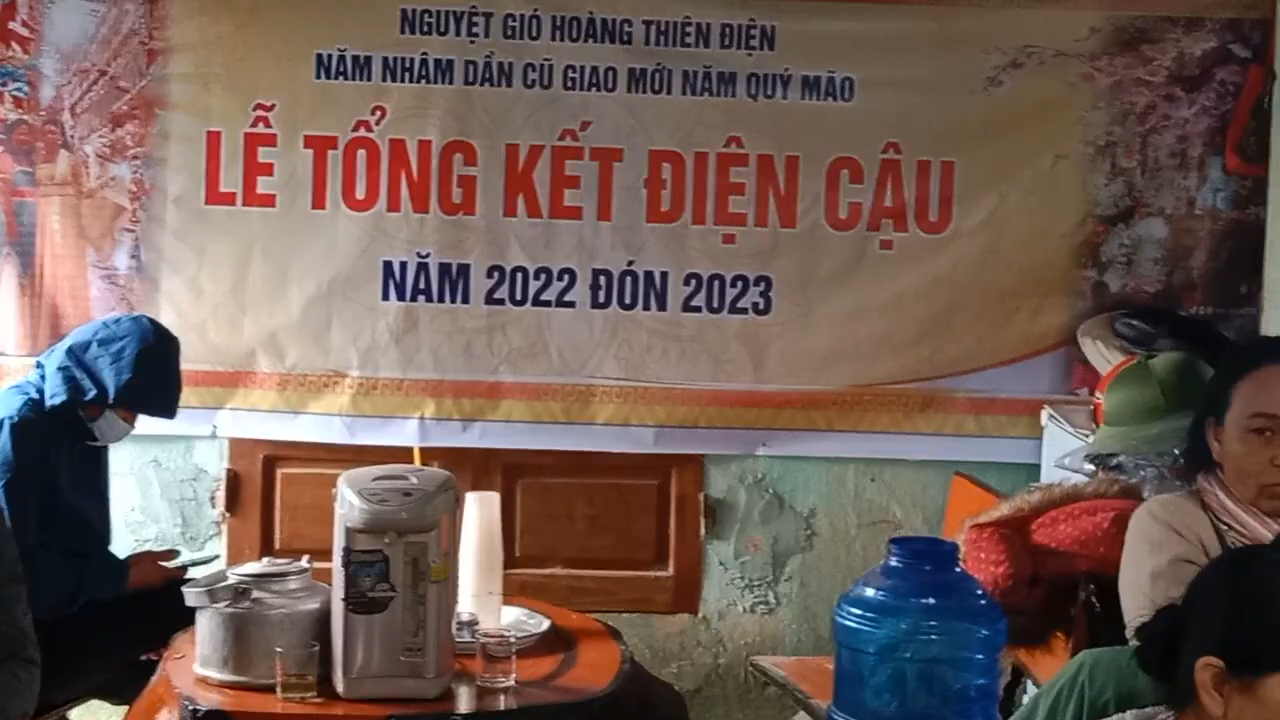 NGUYỆT GIÓ HOÀNG THIÊN ĐIỆN
NĂM NHÂM DẦN CŨ GIAO MỚI NĂM QUÝ MÃO
LỄ TỔNG KẾT ĐIỆN CẬU
NĂM 2022 ĐÓN 2023